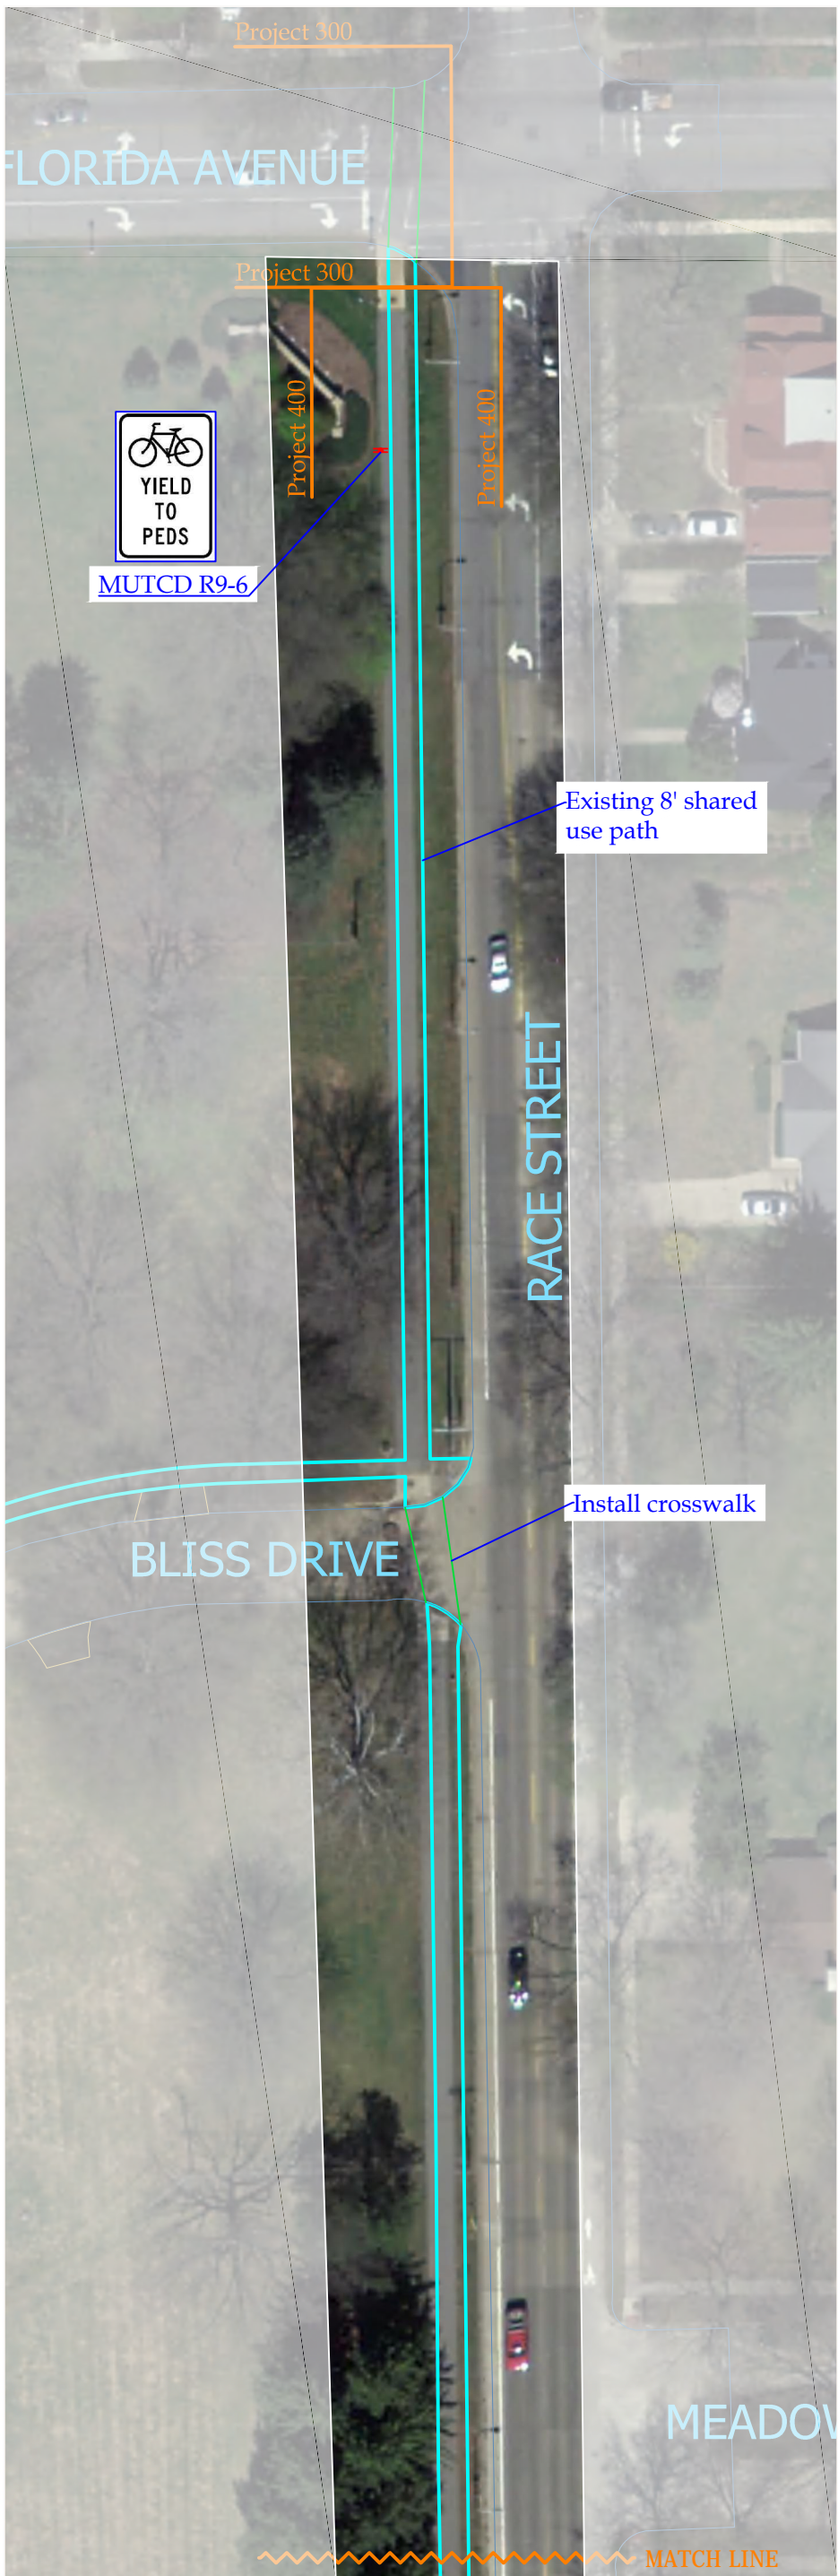 Project 300
FLORIDA AVENUE
Project 300
Project 400
Project 400
YIELD
TO
PEDS
MUTCD R9-6
Existing 8' shared
use path
RACE STREET
Install crosswalk
BLISS DRIVE
MEADOW
MATCH LINE